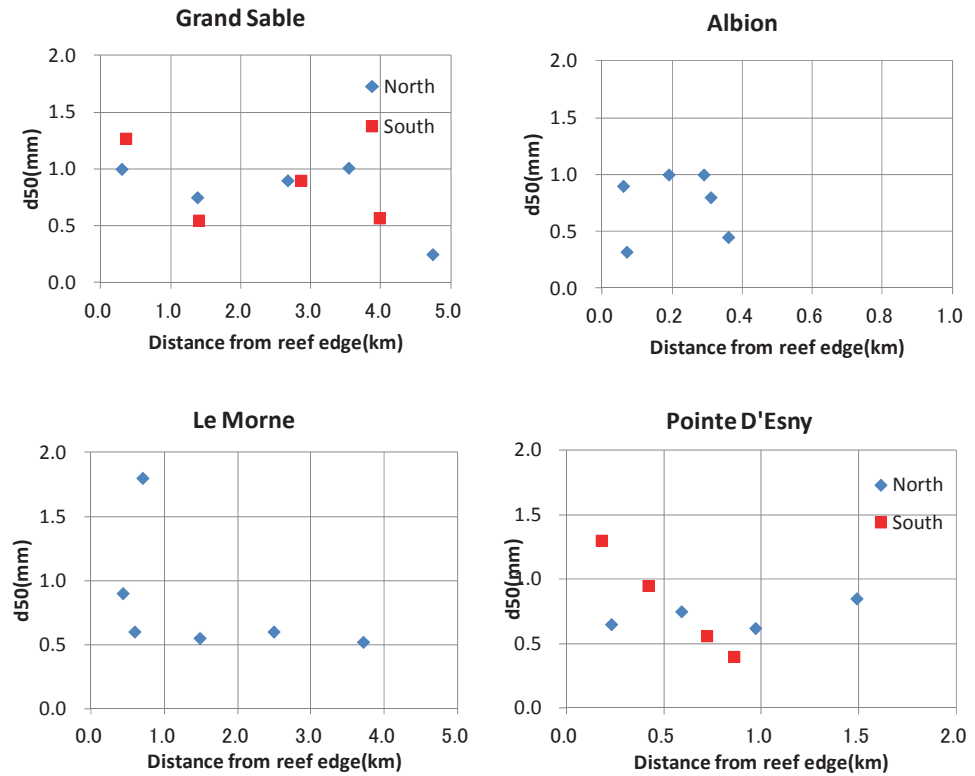 Grand Sable
2.0
1.5
1.0
0.5
0.0
d50(mm)
North
South
0.0 1.0 2.0 3.0 4.0 5.0
Distance from reef edge(km)
Albion
2.0
1.5
1.0
0.5
0.0
d50(mm)
0.0 0.2 0.4 0.6 0.8 1.0
Distance from reef edge(km)
Le Morne
2.0
1.5
1.0
0.5
0.0
d50(mm)
0.0 1.0 2.0 3.0 4.0 5.0
Distance from reef edge(km)
Pointe D'Esny
2.0
1.5
1.0
0.5
0.0
d50(mm)
North
South
0.0 0.5 1.0 1.5 2.0
Distance from reef edge(km)